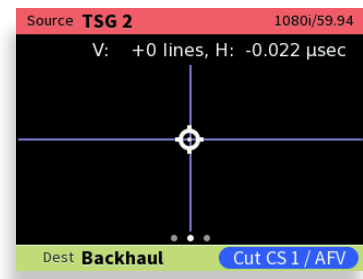 Source TSG 2 1080i/59.94
V: +0 lines, H: -0.022 µsec
Dest Backhaul Cut CS 1 / AFV